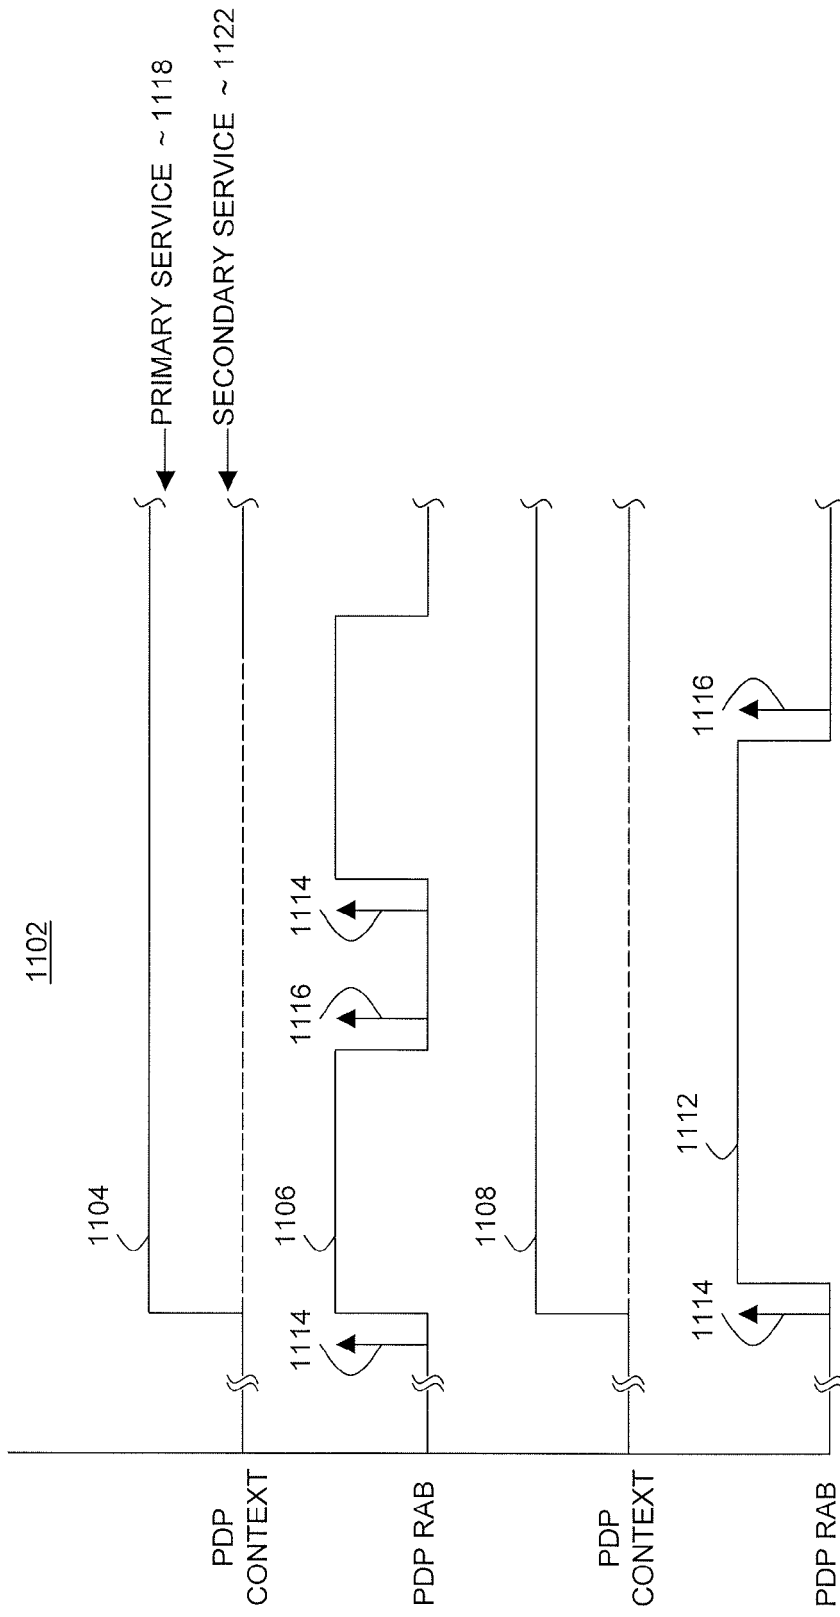 1102
PRIMARY SERVICE ~ 1118
SECONDARY SERVICE ~ 1122
1104
PDP
CONTEXT
1114
1106
1116
1114
PDP RAB
1108
PDP
CONTEXT
1114
1112
1116
PDP RAB